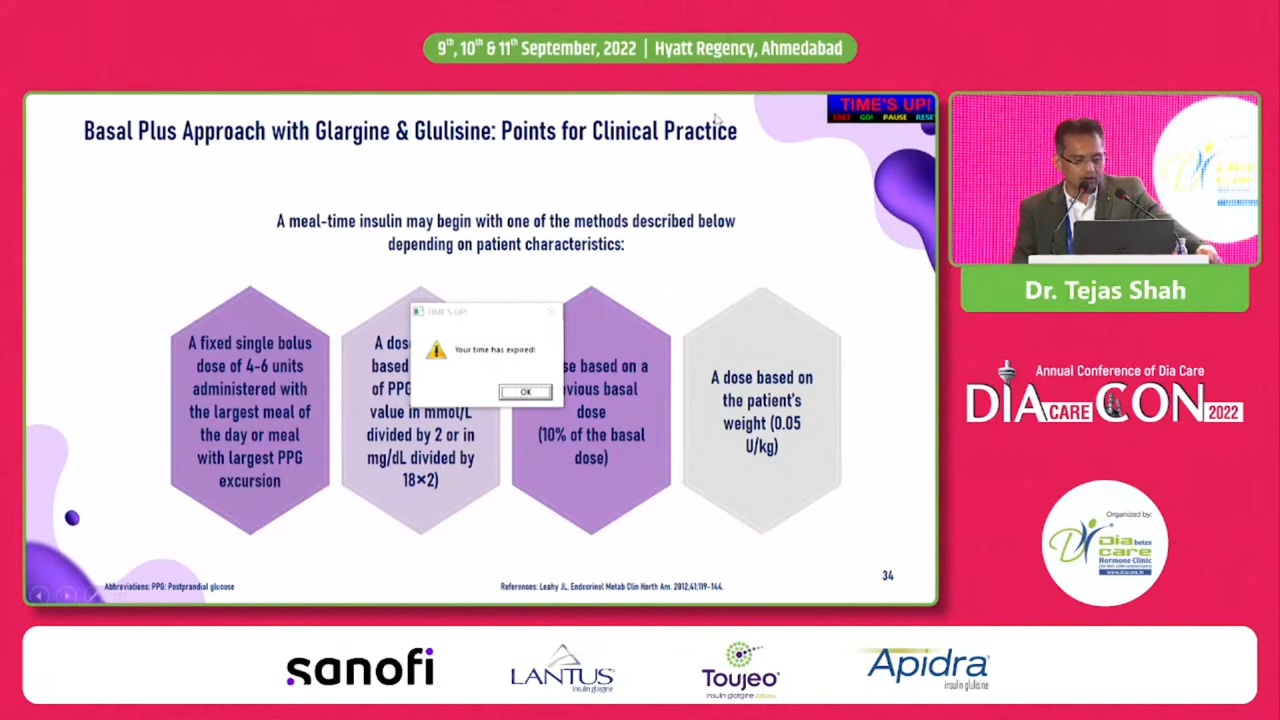 9th, 10th & 11th September, 2022 | Hyatt Regency, Ahmedabad
TIME'S UP!
EXIT GO! PAUSE RESET
Basal Plus Approach with Glargine & Glulisine: Points for Clinical Practice
A meal-time insulin may begin with one of the methods described below
depending on patient characteristics:
A fixed single bolus
dose of 4-6 units
administered with
the largest meal of
the day or meal
with largest PPG
excursion
A
based
of PPG
value in mmol/L
divided by 2 or in
mg/dL divided by
18×2)
based on a
basal
dose
(10% of the basal
dose)
A dose based on
the patient's
weight (0.05
U/kg)
TIME'S UP!
Your time has expired!
OK
Abbreviations: PPG: Postprandial glucose
References: Leahy JL. Endocrinol Metab Clin North Am. 2012;41:119-144.
34
Dr. Tejas Shah
Annual Conference of Dia Care
DIA CARE CON 2022
Organized by:
Diabetes
care
Hormone Clinic
www.diacare.in
sanofi
LANTUS
insulin glargine
Toujeo
insulin glargine
Apidra
insulin glulisine